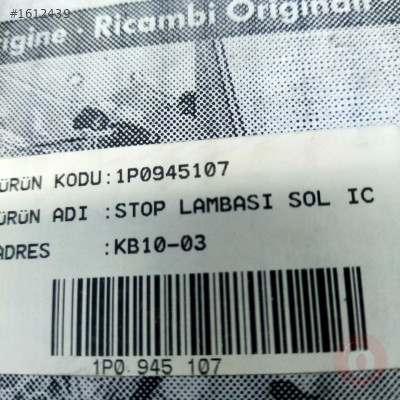 #1612439
igine · Ricambi Originali
ÜRÜN KODU:1P0945107
ÜRÜN ADI :STOP LAMBASI SOL IC
ADRES :KB10-03
1P0 945 107